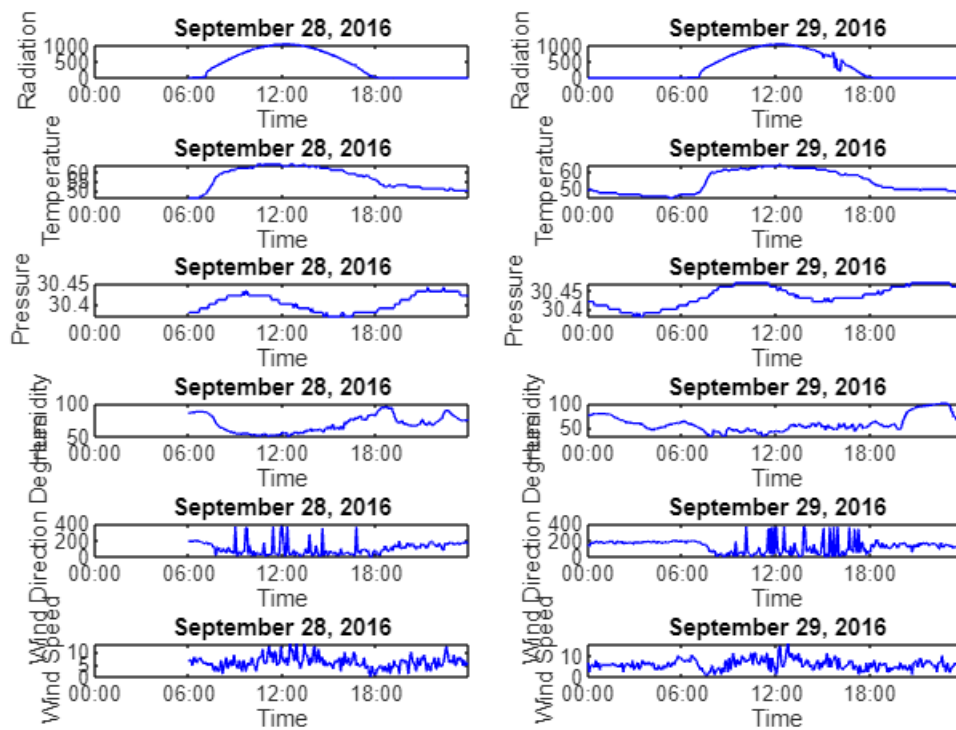 September 28, 2016
Radiation
1000
500
0
00:00 06:00 12:00 18:00
Time
September 29, 2016
Radiation
1000
500
0
00:00 06:00 12:00 18:00
Time
September 28, 2016
Temperature
60
50
00:00 06:00 12:00 18:00
Time
September 29, 2016
Temperature
60
50
00:00 06:00 12:00 18:00
Time
September 28, 2016
Pressure
30.45
30.4
00:00 06:00 12:00 18:00
Time
September 29, 2016
Pressure
30.45
30.4
00:00 06:00 12:00 18:00
Time
September 28, 2016
Humidity
100
50
00:00 06:00 12:00 18:00
Time
September 29, 2016
Humidity
100
50
00:00 06:00 12:00 18:00
Time
September 28, 2016
Wind Direction Degrees
400
200
0
00:00 06:00 12:00 18:00
Time
September 29, 2016
Wind Direction Degrees
400
200
0
00:00 06:00 12:00 18:00
Time
September 28, 2016
Wind Speed
10
5
0
00:00 06:00 12:00 18:00
Time
September 29, 2016
Wind Speed
10
0
00:00 06:00 12:00 18:00
Time